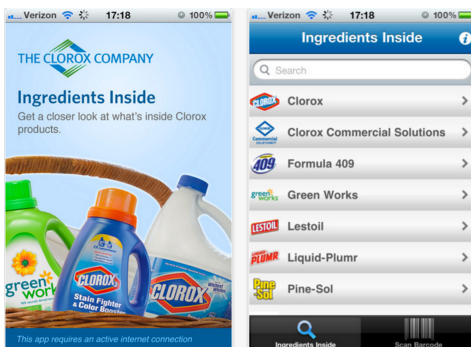 Verizon 17:18 100%
THE CLOROX COMPANY
Ingredients Inside
Get a closer look at what's inside Clorox
products.
green works
CLOROX
Stain Fighter
& Color Booster
CLOROX
This app requires an active internet connection
Verizon 17:18 100%
Ingredients Inside
Search
CLOROX Clorox
Commercial Clorox Commercial Solutions
409 Formula 409
green works Green Works
LESTOIL Lestoil
PLUMR Liquid-Plumr
Pine-Sol Pine-Sol
Ingredients Inside Scan Barcode